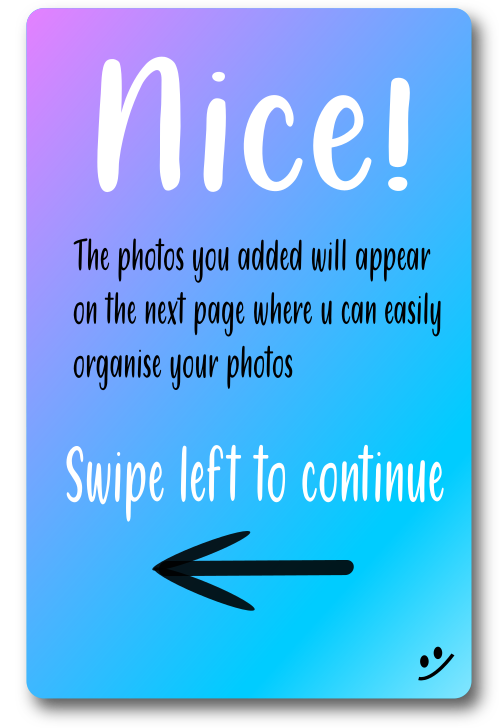 Nice!
The photos you added will appear
on the next page where u can easily
organise your photos
Swipe left to continue